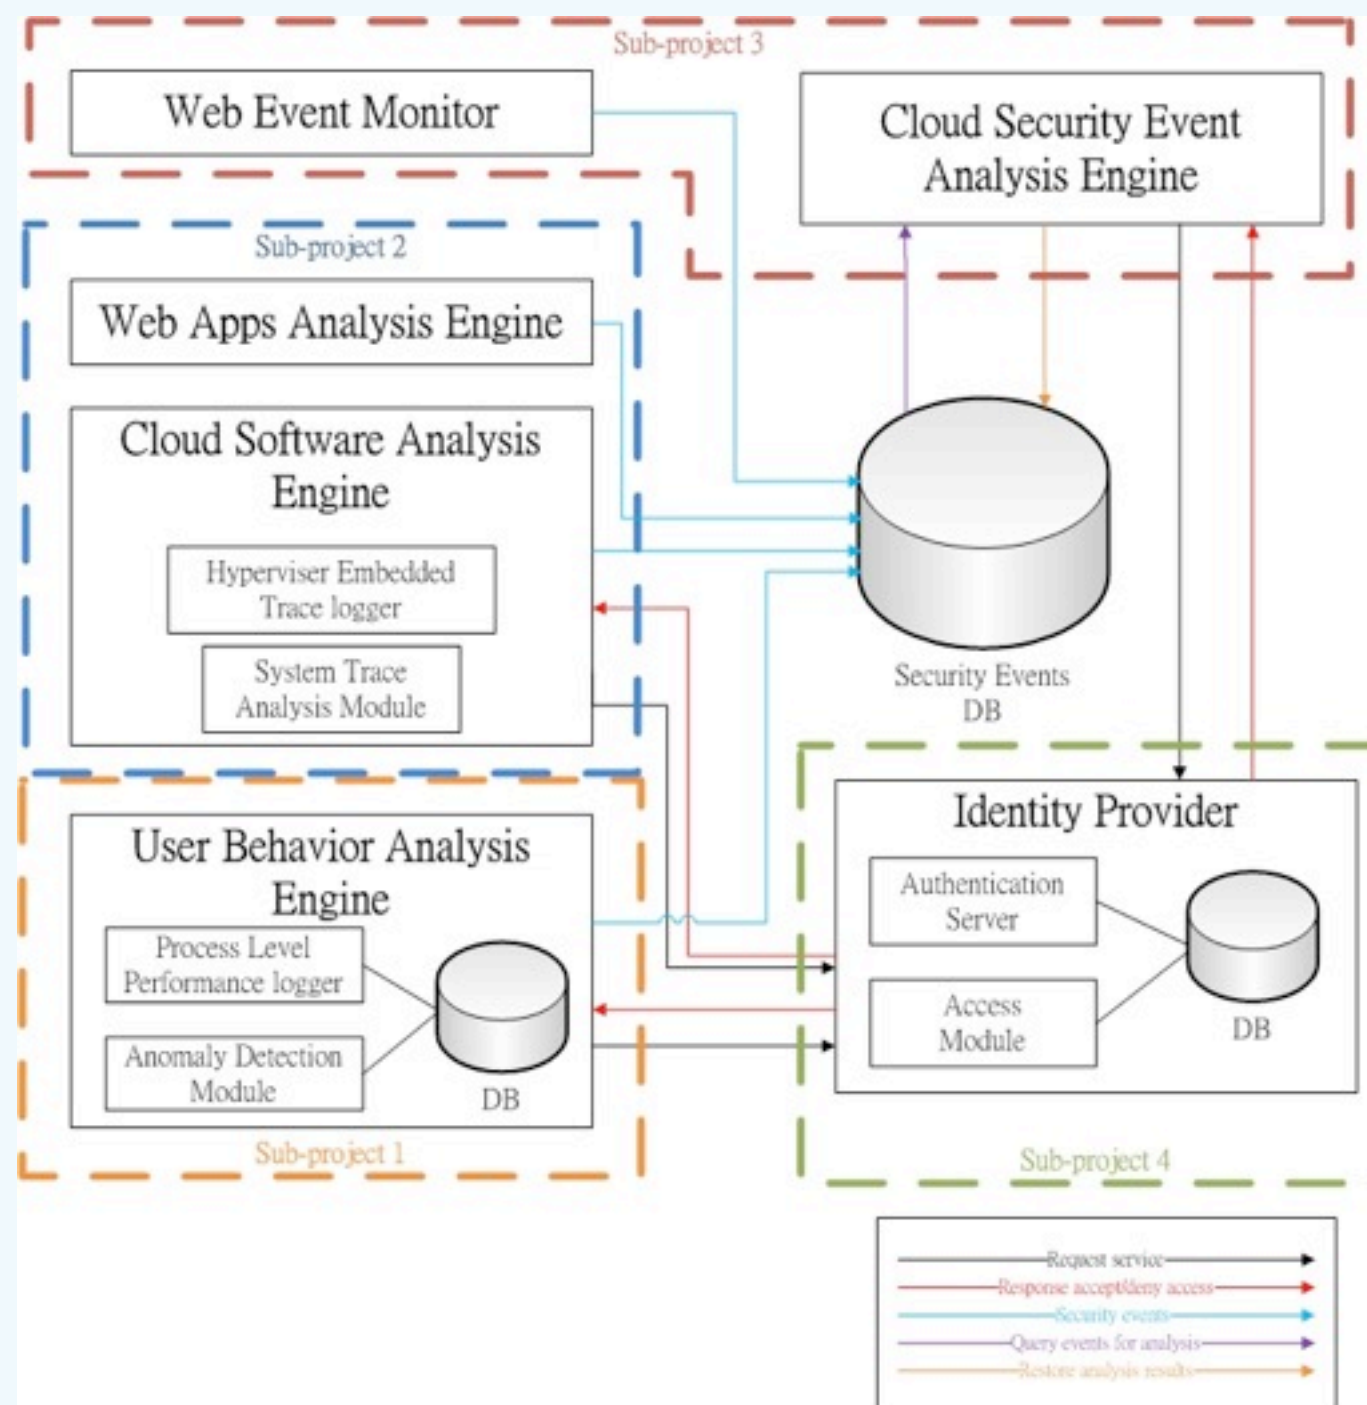 Sub-project 3
Web Event Monitor
Cloud Security Event
Analysis Engine
Sub-project 2
Web Apps Analysis Engine
Cloud Software Analysis
Engine
Hyperviser Embedded
Trace logger
System Trace
Analysis Module
Security Events
DB
User Behavior Analysis
Engine
Process Level
Performance logger
Anomaly Detection
Module
DB
Sub-project 1
Identity Provider
Authentication
Server
Access
Module
DB
Sub-project 4
Request service
Response accept/deny access
Security events
Query events for analysis
Restore analysis results